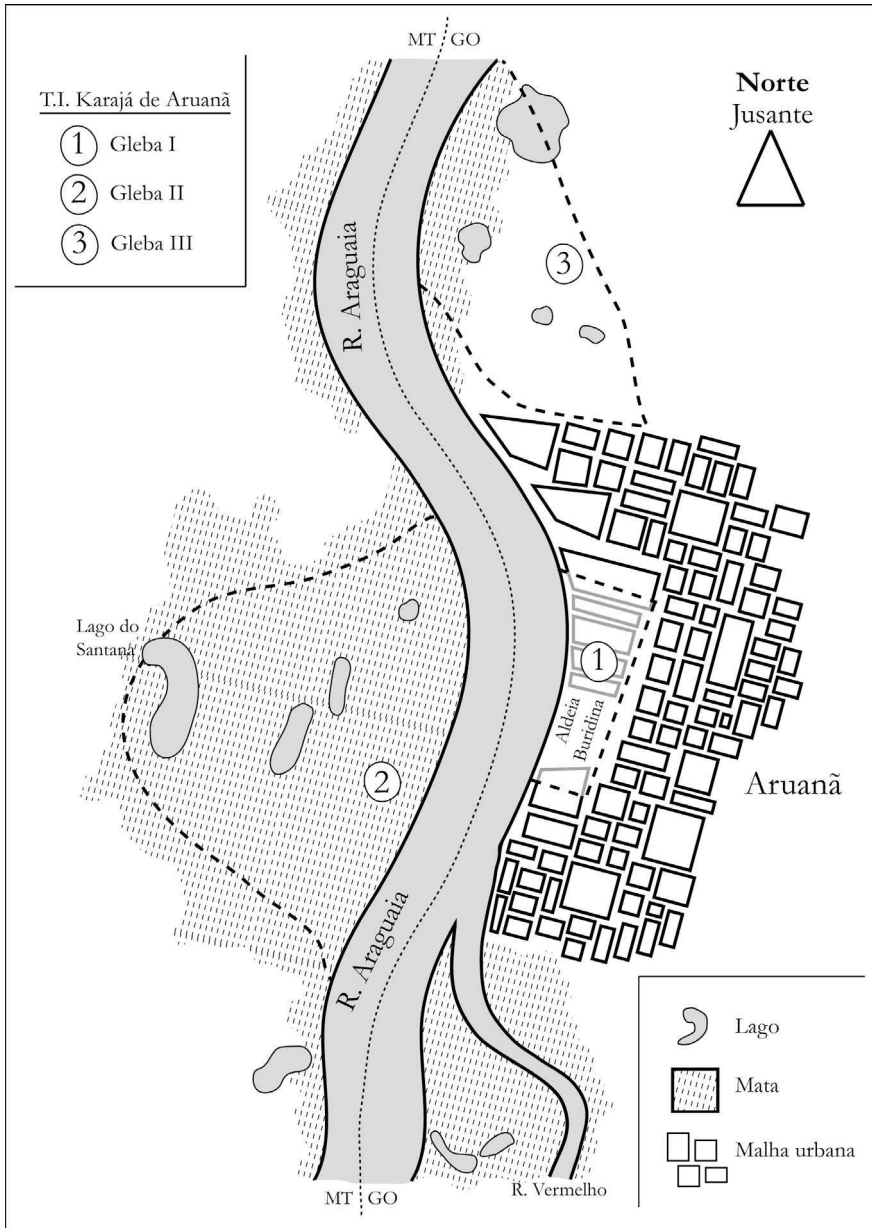 MT GO
T.I. Karajá de Aruanã
1 Gleba I
2 Gleba II
3 Gleba III
Norte
Jusante
R. Araguaia
3
Lago do
Santana
1
Aldeia
Buridina
2
Aruanã
R. Araguaia
Lago
Mata
Malha urbana
R. Vermelho
MT GO